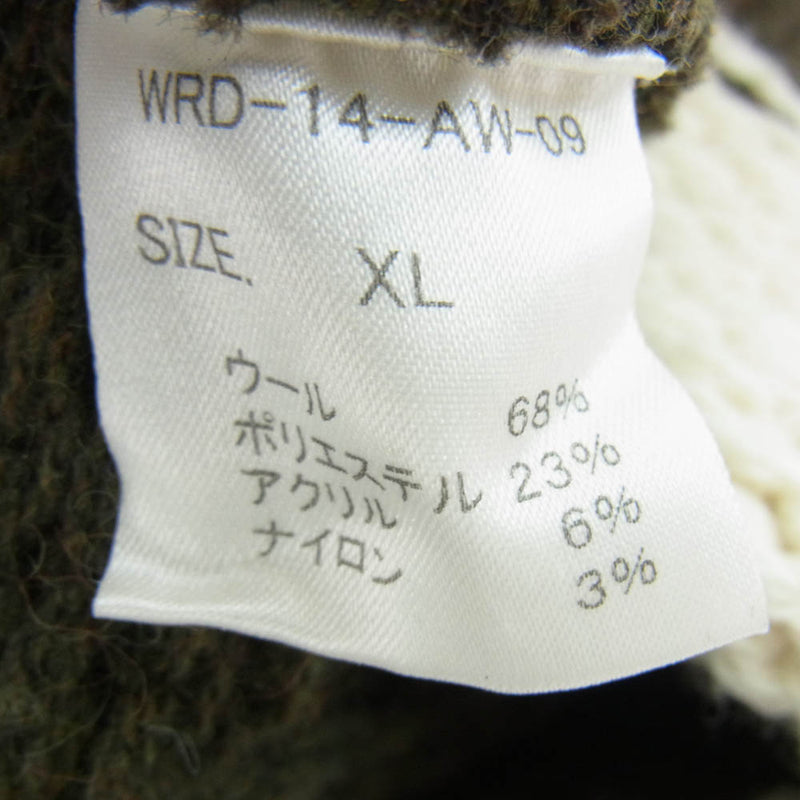 WRD-14-AW-09
SIZE. XL
ウール 68%
ポリエステル 23%
アクリル 6%
ナイロン 3%